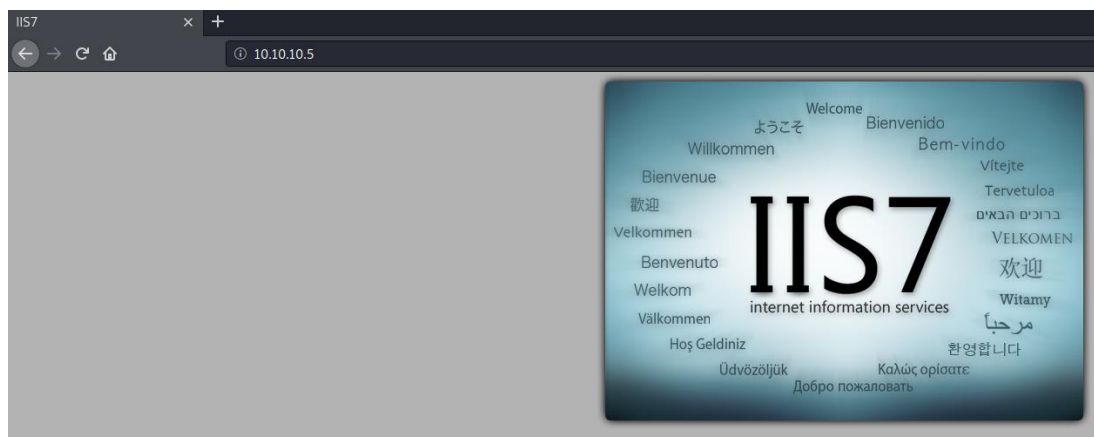 IIS7
10.10.10.5
Welcome
ようこそ
Bienvenido
Willkommen
Bem-vindo
Bienvenue
Vítejte
歡迎
Tervetuloa
Velkommen
ברוכים הבאים
VELKOMEN
Benvenuto
欢迎
Welkom
Witamy
Välkommen
مرحباً
Hoş Geldiniz
환영합니다
Üdvözöljük
Καλώς ορίσατε
Добро пожаловать
IIS7
internet information services